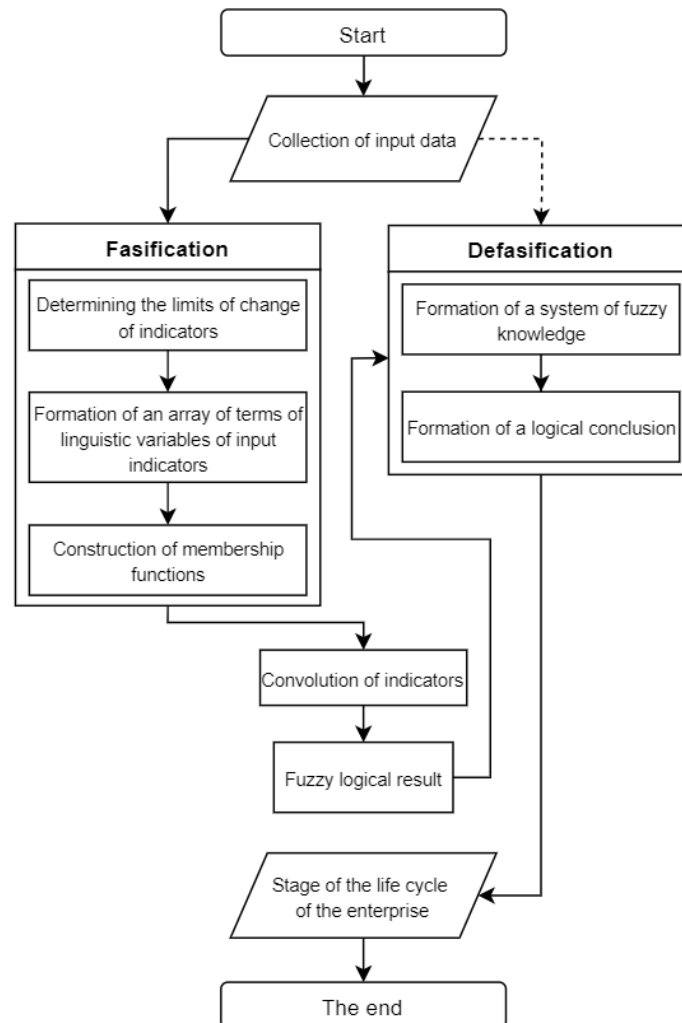 Start
Collection of input data
Fasification
Determining the limits of change
of indicators
Formation of an array of terms of
linguistic variables of input
indicators
Construction of membership
functions
Defasification
Formation of a system of fuzzy
knowledge
Formation of a logical conclusion
Convolution of indicators
Fuzzy logical result
Stage of the life cycle
of the enterprise
The end